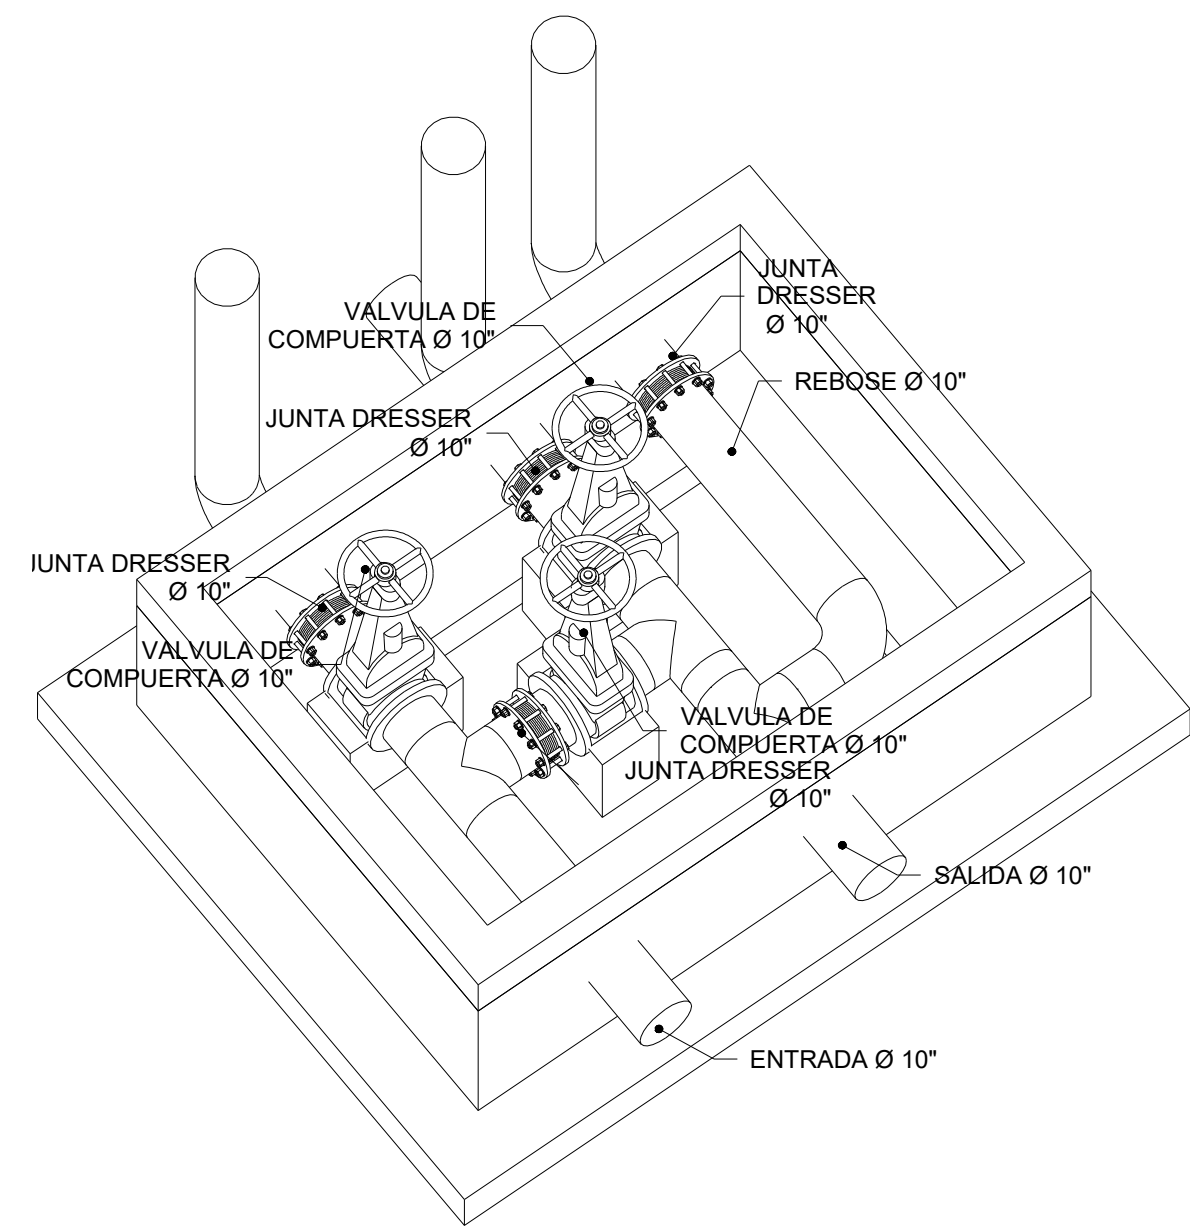 JUNTA
DRESSER
Ø 10"
VALVULA DE
COMPUERTA Ø 10"
REBOSE Ø 10"
JUNTA DRESSER
Ø 10"
JUNTA DRESSER
Ø 10"
VALVULA DE
COMPUERTA Ø 10"
VALVULA DE
COMPUERTA Ø 10"
JUNTA DRESSER
Ø 10"
SALIDA Ø 10"
ENTRADA Ø 10"